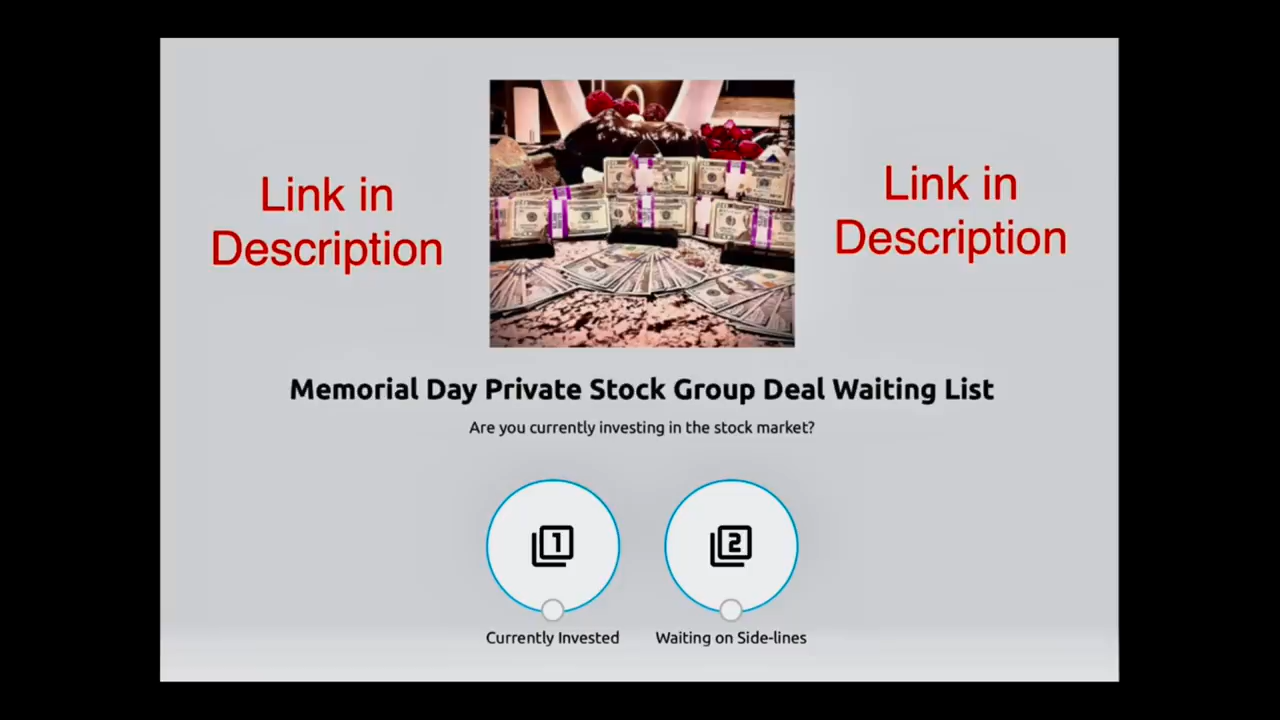 Link in
Description
Link in
Description
Memorial Day Private Stock Group Deal Waiting List
Are you currently investing in the stock market?
1
2
Currently Invested
Waiting on Side-lines